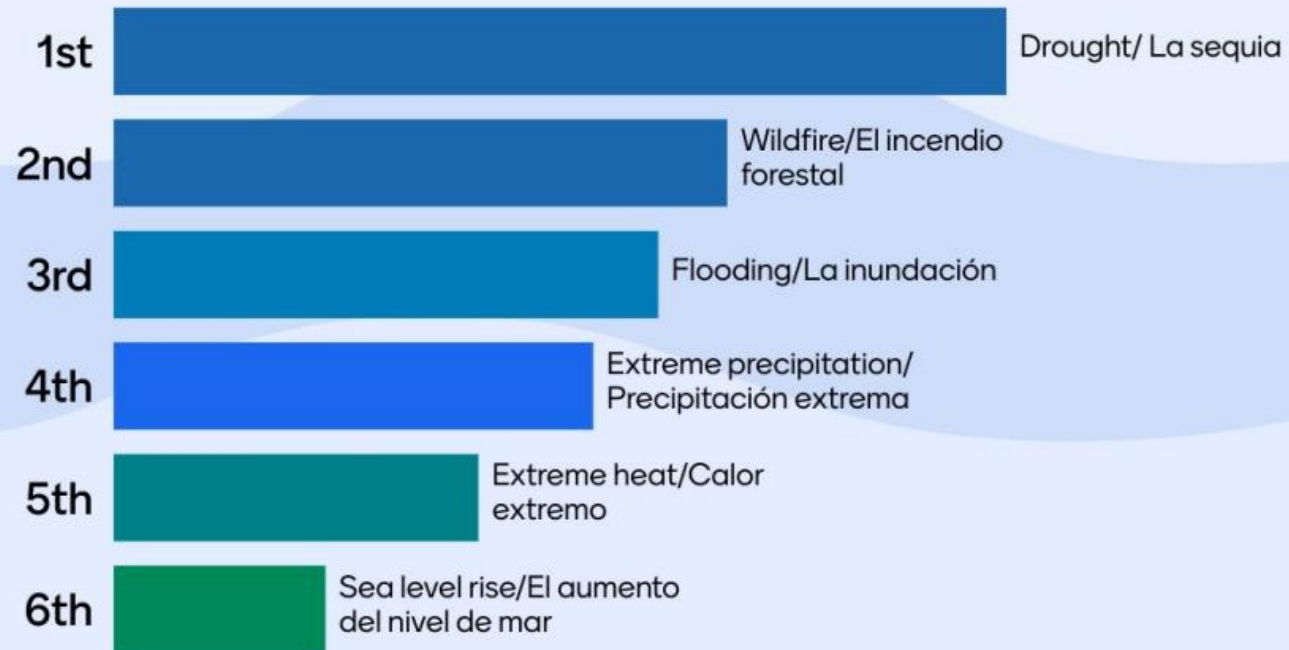 1st
Drought/ La sequia
2nd
Wildfire/El incendio
forestal
3rd
Flooding/La inundación
4th
Extreme precipitation/
Precipitación extrema
5th
Extreme heat/Calor
extremo
6th
Sea level rise/El aumento
del nivel de mar